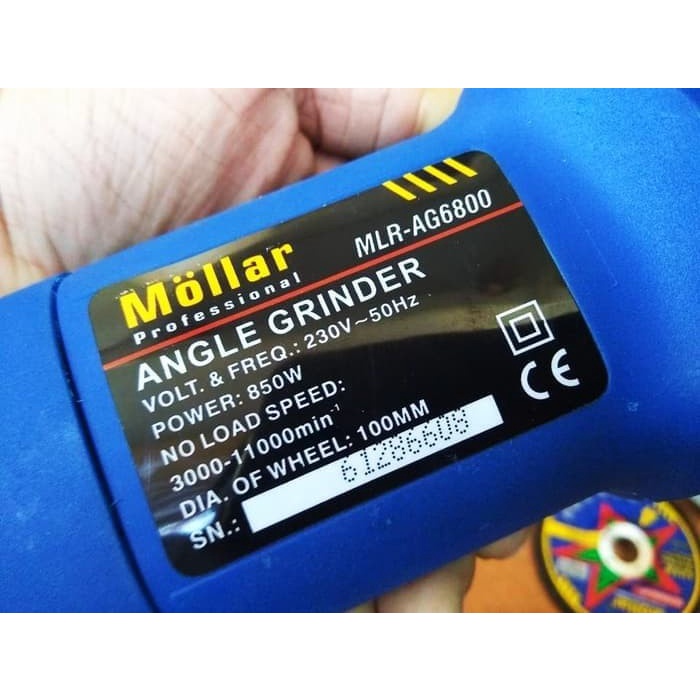 Möllar MLR-AG6800
Professional
ANGLE GRINDER
VOLT. & FREQ.: 230V~50Hz
POWER: 850W
NO LOAD SPEED:
3000-11000min⁻¹
DIA. OF WHEEL: 100MM
SN.: 61286608
CE